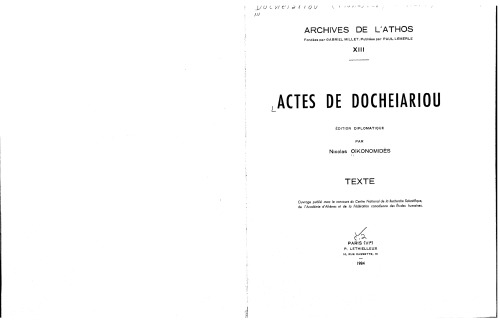 Docheiariou
ARCHIVES DE L'ATHOS
Fondées par GABRIEL MILLET, Publiées par PAUL LEMERLE
XIII
ACTES DE DOCHEIARIOU
ÉDITION DIPLOMATIQUE
PAR
Nicolas OIKONOMIDÈS
TEXTE
Ouvrage publié avec le concours du Centre National de la Recherche Scientifique,
de l'Académie d'Athènes et de la Fédération canadienne des Études humaines.
PARIS (VIᵉ)
P. LETHIELLEUX
10, RUE CASSETTE, 10
1984